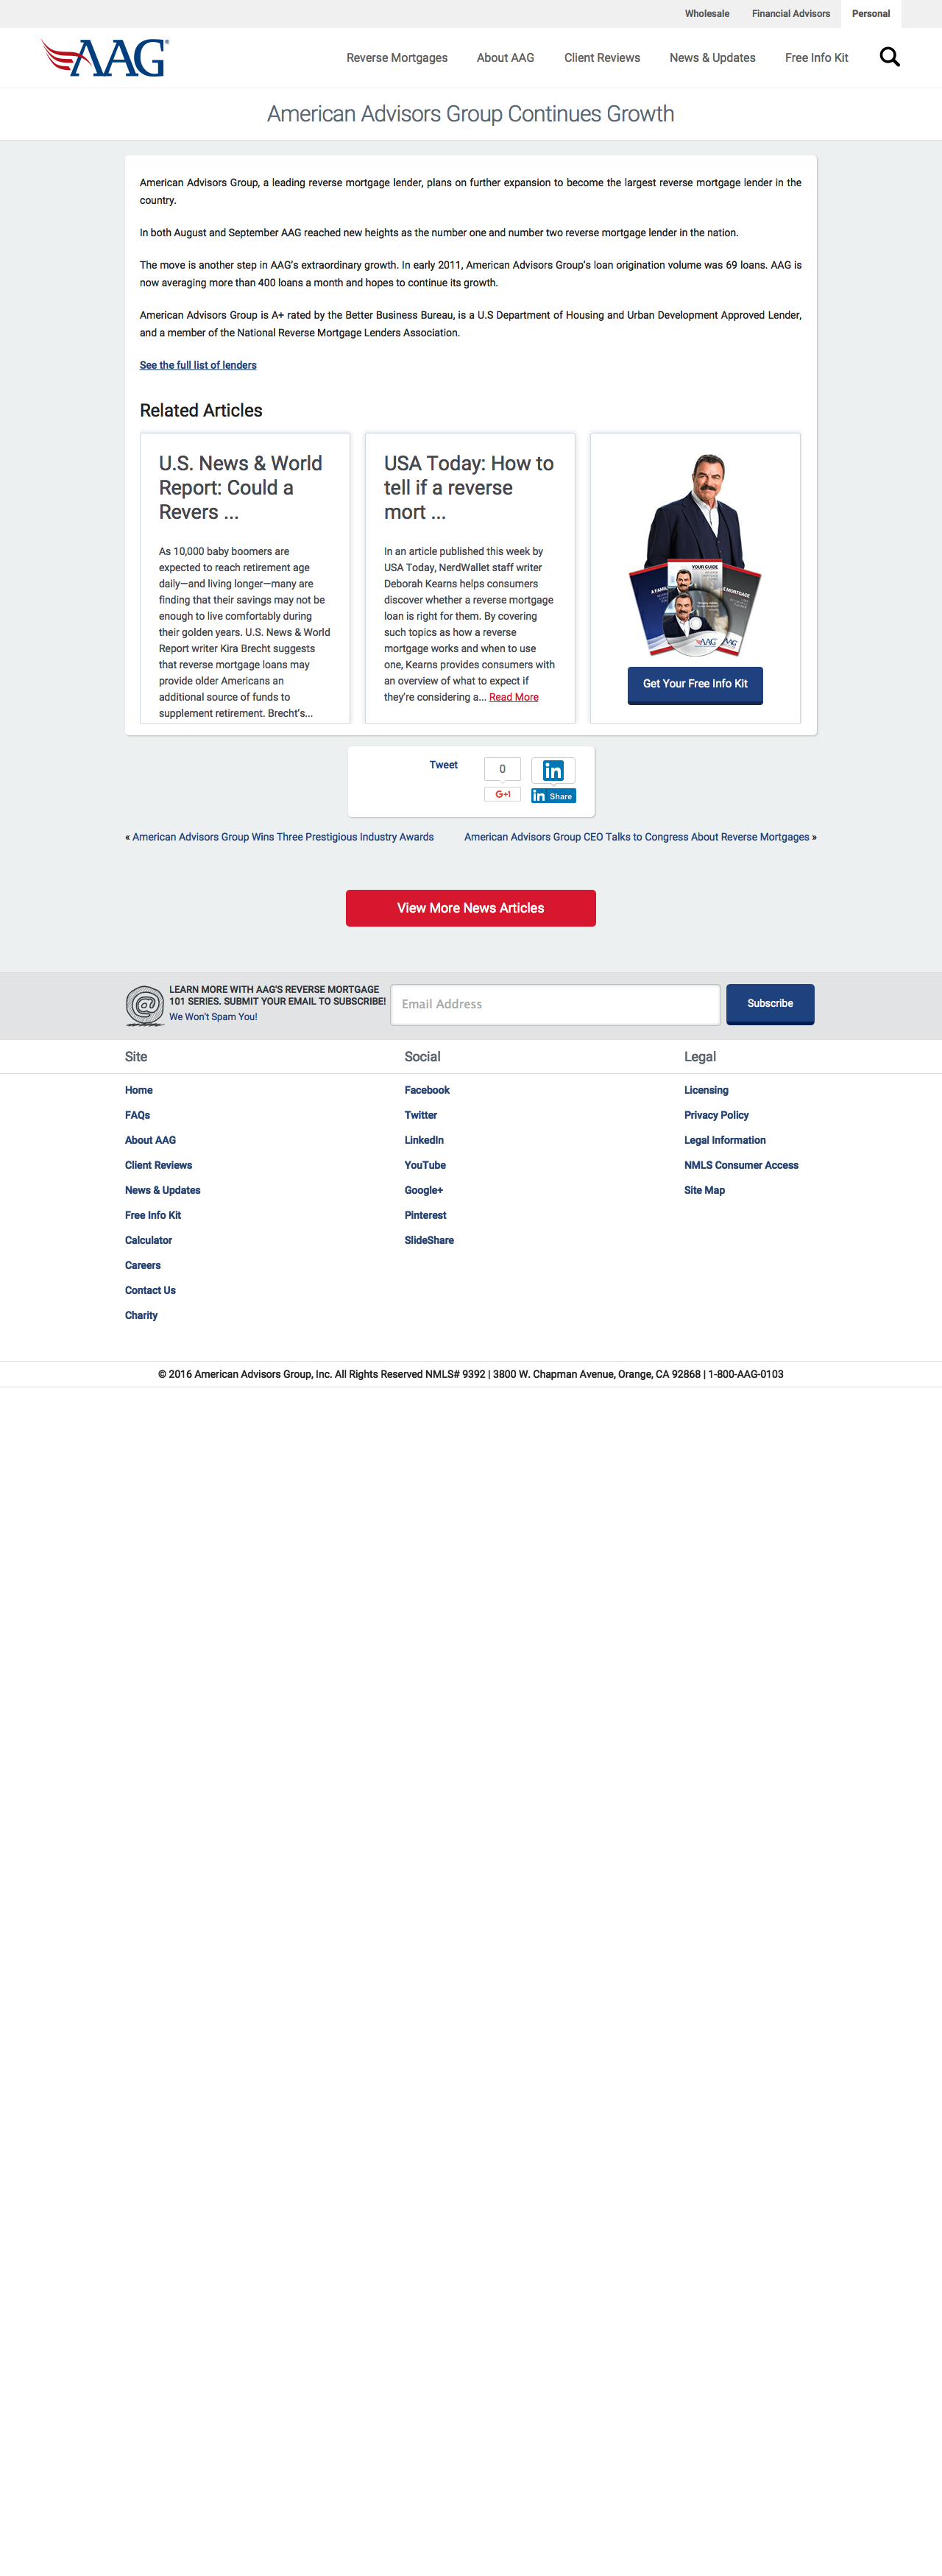 Wholesale Financial Advisors Personal
AAG®
Reverse Mortgages About AAG Client Reviews News & Updates Free Info Kit
American Advisors Group Continues Growth
American Advisors Group, a leading reverse mortgage lender, plans on further expansion to become the largest reverse mortgage lender in the
country.
In both August and September AAG reached new heights as the number one and number two reverse mortgage lender in the nation.
The move is another step in AAG's extraordinary growth. In early 2011, American Advisors Group's loan origination volume was 69 loans. AAG is
now averaging more than 400 loans a month and hopes to continue its growth.
American Advisors Group is A+ rated by the Better Business Bureau, is a U.S Department of Housing and Urban Development Approved Lender,
and a member of the National Reverse Mortgage Lenders Association.
See the full list of lenders
Related Articles
U.S. News & World
Report: Could a
Revers ...
As 10,000 baby boomers are
expected to reach retirement age
daily—and living longer—many are
finding that their savings may not be
enough to live comfortably during
their golden years. U.S. News & World
Report writer Kira Brecht suggests
that reverse mortgage loans may
provide older Americans an
additional source of funds to
supplement retirement. Brecht's...
USA Today: How to
tell if a reverse
mort ...
In an article published this week by
USA Today, NerdWallet staff writer
Deborah Kearns helps consumers
discover whether a reverse mortgage
loan is right for them. By covering
such topics as how a reverse
mortgage works and when to use
one, Kearns provides consumers with
an overview of what to expect if
they're considering a... Read More
YOUR GUIDE
AAG
AAG
Get Your Free Info Kit
Tweet
0
G+1
in
in Share
« American Advisors Group Wins Three Prestigious Industry Awards
American Advisors Group CEO Talks to Congress About Reverse Mortgages »
View More News Articles
LEARN MORE WITH AAG'S REVERSE MORTGAGE
101 SERIES. SUBMIT YOUR EMAIL TO SUBSCRIBE!
We Won't Spam You!
Email Address
Subscribe
Site
Home
FAQs
About AAG
Client Reviews
News & Updates
Free Info Kit
Calculator
Careers
Contact Us
Charity
Social
Facebook
Twitter
LinkedIn
YouTube
Google+
Pinterest
SlideShare
Legal
Licensing
Privacy Policy
Legal Information
NMLS Consumer Access
Site Map
© 2016 American Advisors Group, Inc. All Rights Reserved NMLS# 9392 | 3800 W. Chapman Avenue, Orange, CA 92868 | 1-800-AAG-0103